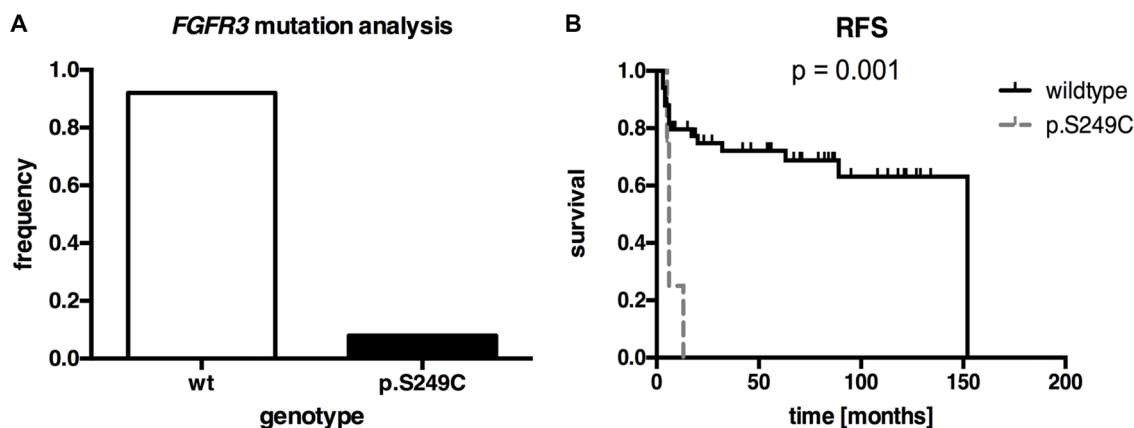 A
FGFR3 mutation analysis
1.0
0.8
0.6
0.4
0.2
0.0
frequency
wt
p.S249C
genotype
B
RFS
p = 0.001
wildtype
p.S249C
1.0
0.8
0.6
0.4
0.2
0.0
survival
0
50
100
150
200
time [months]